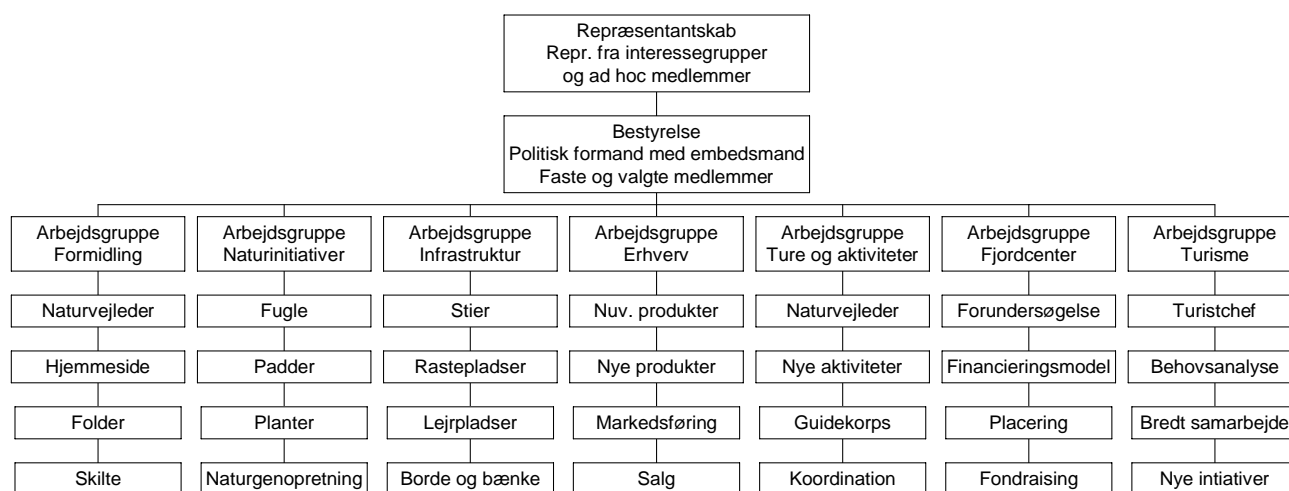 Repræsentantskab
Repr. fra interessegrupper
og ad hoc medlemmer
Bestyrelse
Politisk formand med embedsmand
Faste og valgte medlemmer
Arbejdsgruppe
Formidling
Arbejdsgruppe
Naturinitiativer
Arbejdsgruppe
Infrastruktur
Arbejdsgruppe
Erhverv
Arbejdsgruppe
Ture og aktiviteter
Arbejdsgruppe
Fjordcenter
Arbejdsgruppe
Turisme
Naturvejleder
Fugle
Stier
Nuv. produkter
Naturvejleder
Forundersøgelse
Turistchef
Hjemmeside
Padder
Rastepladser
Nye produkter
Nye aktiviteter
Financieringsmodel
Behovsanalyse
Folder
Planter
Lejrpladser
Markedsføring
Guidekorps
Placering
Bredt samarbejde
Skilte
Naturgenopretning
Borde og bænke
Salg
Koordination
Fondraising
Nye intiativer